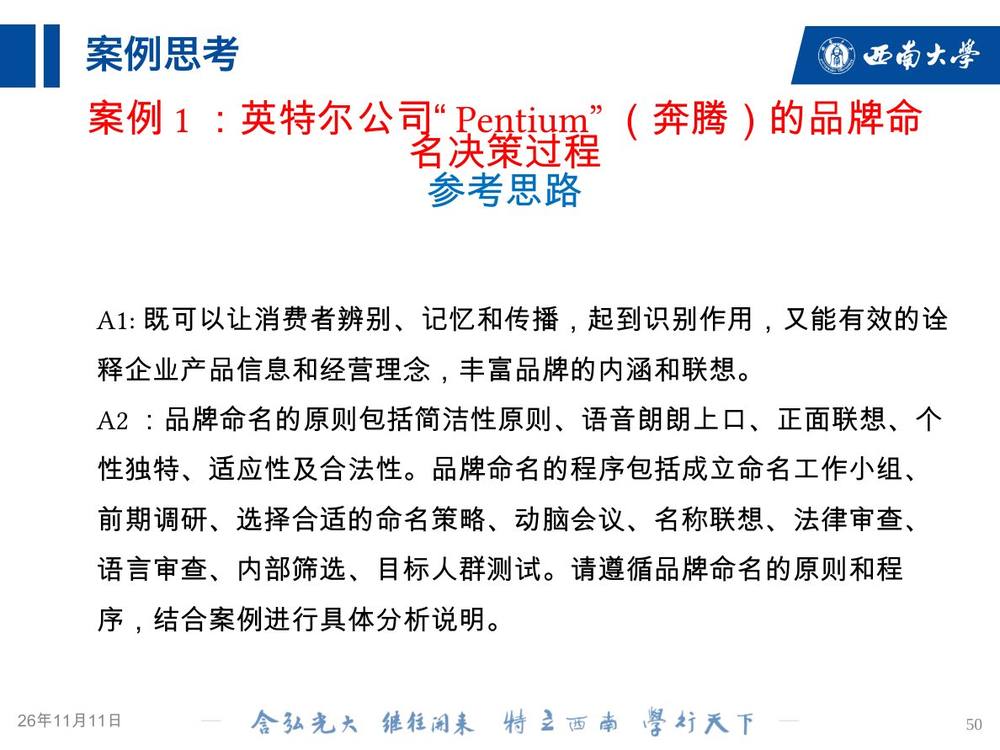 案例思考
西南大学
案例 1 ：英特尔公司“ Pentium” （奔腾）的品牌命
名决策过程
参考思路
A1: 既可以让消费者辨别、记忆和传播，起到识别作用，又能有效的诠
释企业产品信息和经营理念，丰富品牌的内涵和联想。
A2 ：品牌命名的原则包括简洁性原则、语音朗朗上口、正面联想、个
性独特、适应性及合法性。品牌命名的程序包括成立命名工作小组、
前期调研、选择合适的命名策略、动脑会议、名称联想、法律审查、
语言审查、内部筛选、目标人群测试。请遵循品牌命名的原则和程
序，结合案例进行具体分析说明。
26年11月11日
含弘光大 继往开来 特立西南 学行天下
50